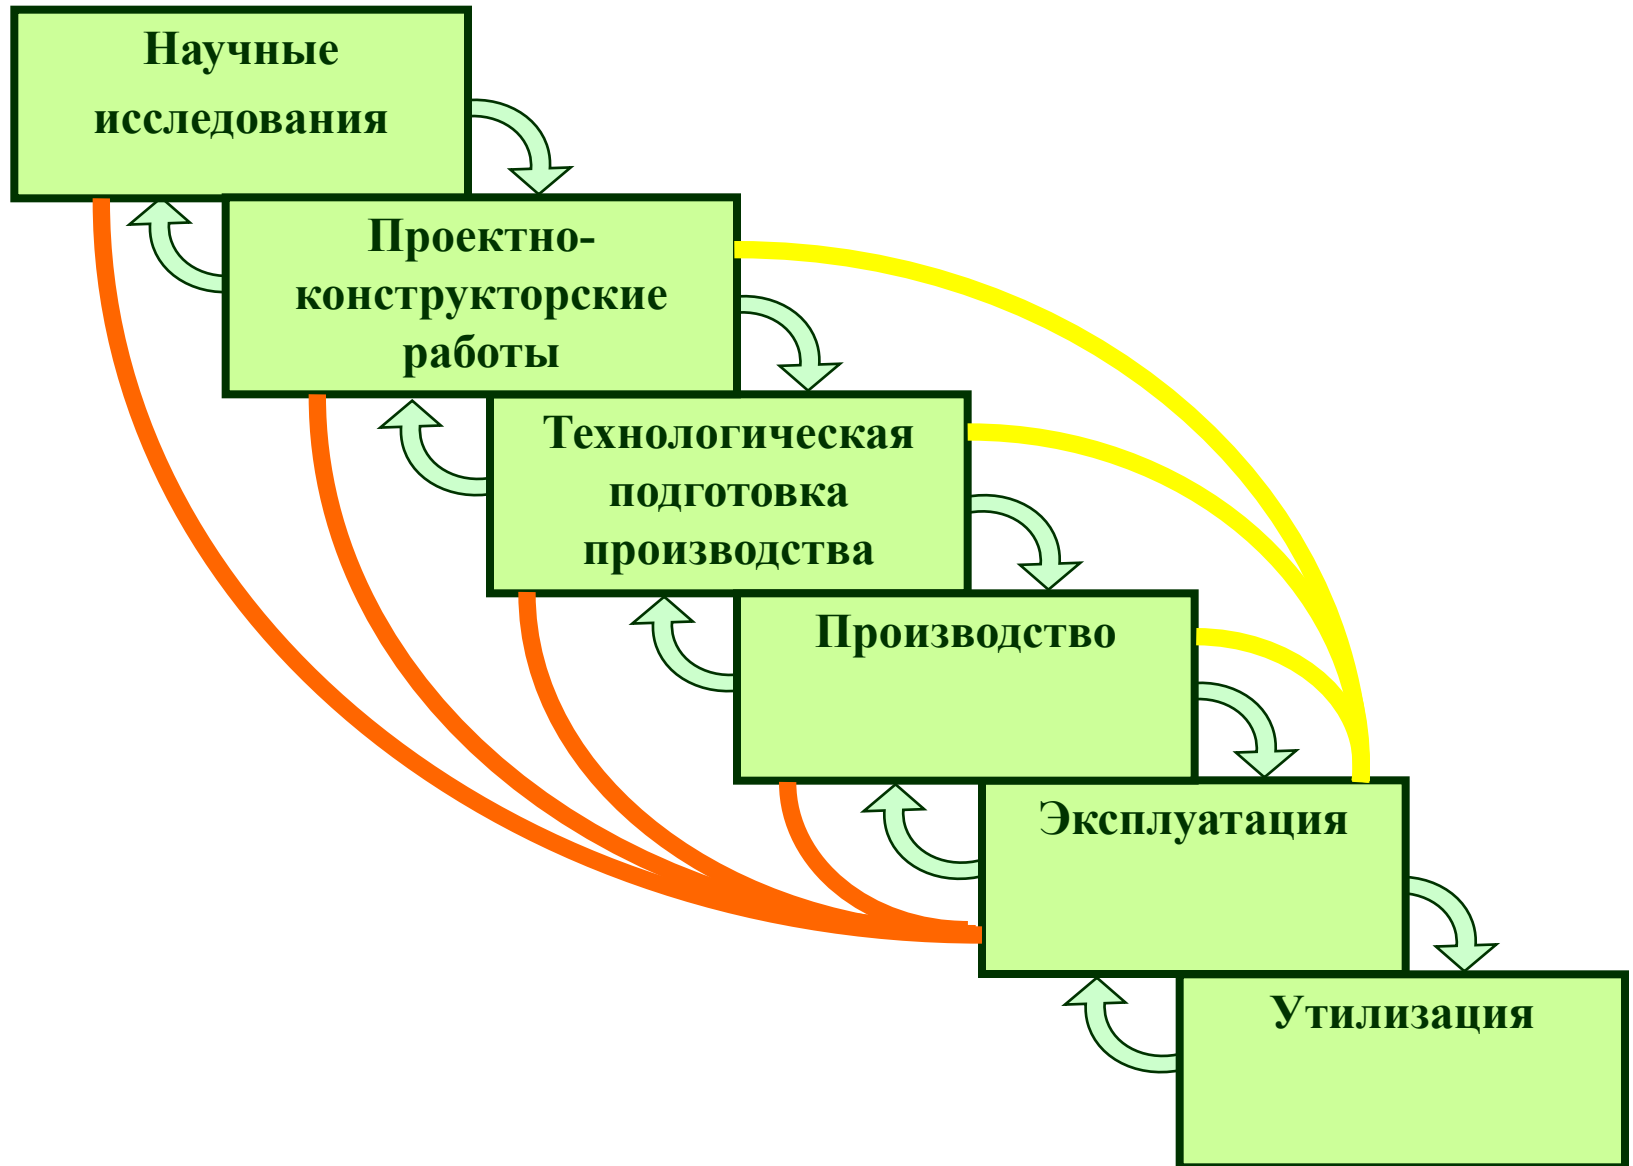 Научные
исследования
Проектно-
конструкторские
работы
Технологическая
подготовка
производства
Производство
Эксплуатация
Утилизация